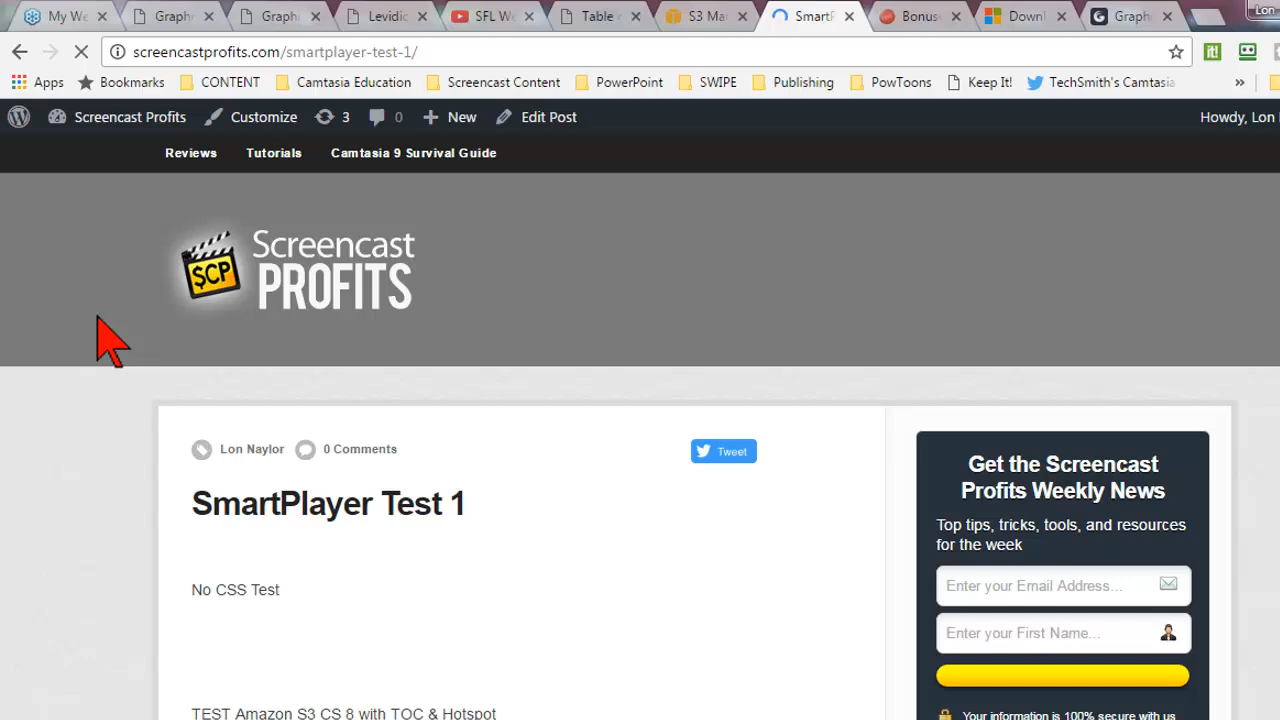 My We
Graph
Graph
Levidic
SFL We
Table
S3 Ma
SmartP
Bonus
Downl
Graph
Lon
screencastprofits.com/smartplayer-test-1/
it!
Apps
Bookmarks
CONTENT
Camtasia Education
Screencast Content
PowerPoint
SWIPE
Publishing
PowToons
Keep It!
TechSmith's Camtasia
»
Screencast Profits
Customize
3
0
New
Edit Post
Howdy, Lon
Reviews
Tutorials
Camtasia 9 Survival Guide
$CP
Screencast
PROFITS
Lon Naylor
0 Comments
Tweet
SmartPlayer Test 1
No CSS Test
TEST Amazon S3 CS 8 with TOC & Hotspot
Get the Screencast
Profits Weekly News
Top tips, tricks, tools, and resources
for the week
Enter your Email Address...
Enter your First Name...
Your information is 100% secure with us